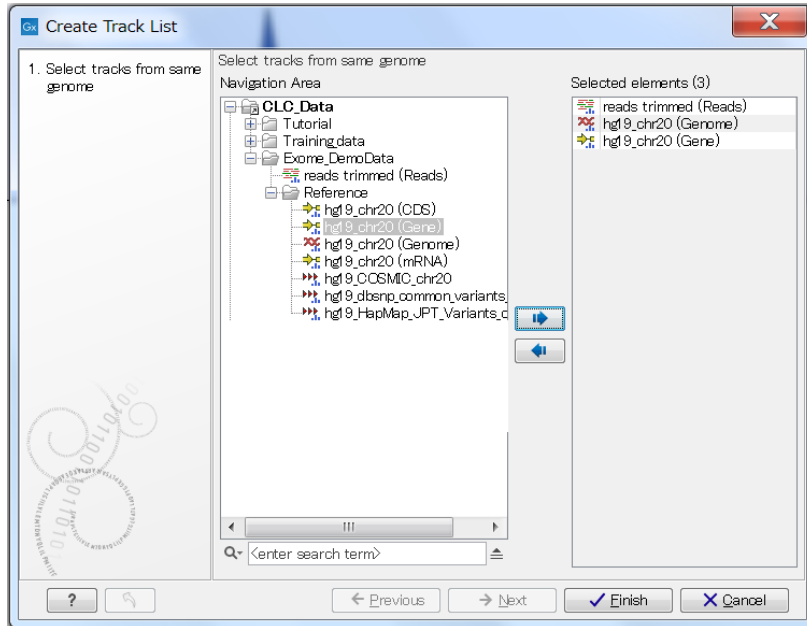 Gx Create Track List
X
1. Select tracks from same
genome
Select tracks from same genome
Navigation Area
CLC_Data
Tutorial
Training data
Exome_DemoData
reads trimmed (Reads)
Reference
hg19_chr20 (CDS)
hg19_chr20 (Gene)
hg19_chr20 (Genome)
hg19_chr20 (mRNA)
hg19_COSMIC_chr20
hg19_dbsnp_common_variants_
hg19_HapMap_JPT_Variants_c
<enter search term>
Selected elements (3)
reads trimmed (Reads)
hg19_chr20 (Genome)
hg19_chr20 (Gene)
? Previous Next Finish Cancel